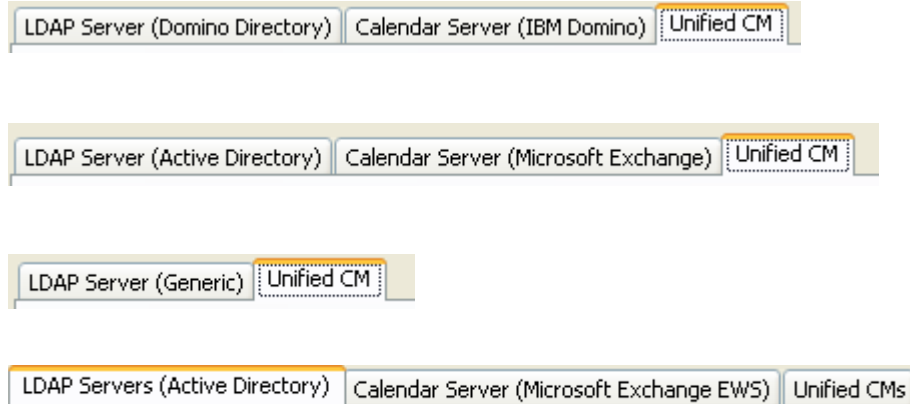 LDAP Server (Domino Directory) Calendar Server (IBM Domino) Unified CM
LDAP Server (Active Directory) Calendar Server (Microsoft Exchange) Unified CM
LDAP Server (Generic) Unified CM
LDAP Servers (Active Directory) Calendar Server (Microsoft Exchange EWS) Unified CMs